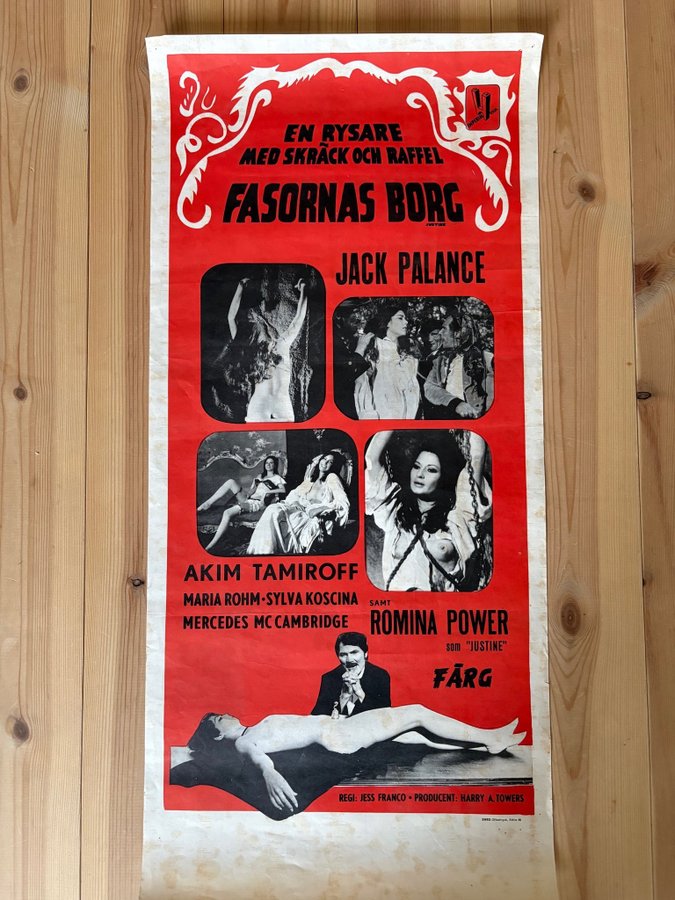 EN RYSARE
MED SKRÄCK OCH RAFFEL
FASORNAS BORG
JACK PALANCE
AKIM TAMIROFF
MARIA ROHM · SYLVA KOSCINA
MERCEDES MC CAMBRIDGE
SAMT
ROMINA POWER
som "JUSTINE"
FÄRG
REGI: JESS FRANCO • PRODUCENT: HARRY A. TOWERS